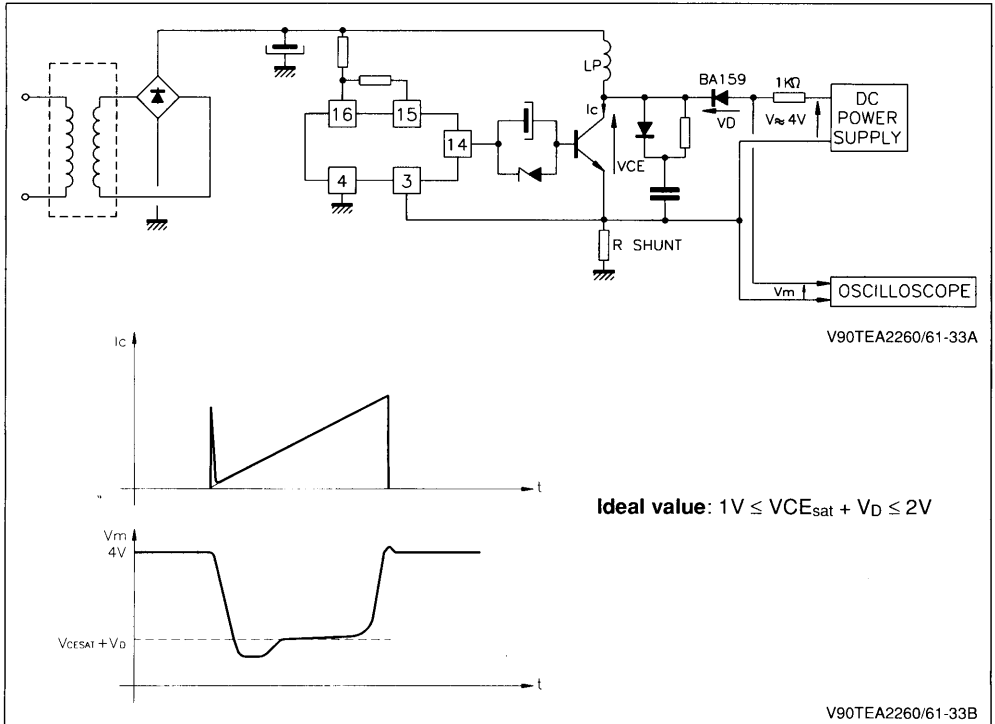 LP
BA159
1KΩ
Ic
VD
V≈ 4V
DC
POWER
SUPPLY
16
15
14
VCE
4
3
R SHUNT
Vm
OSCILLOSCOPE
V90TEA2260/61-33A
Ic
t
Ideal value: 1V ≤ VCEsat + VD ≤ 2V
Vm
4V
VCESAT + VD
t
V90TEA2260/61-33B